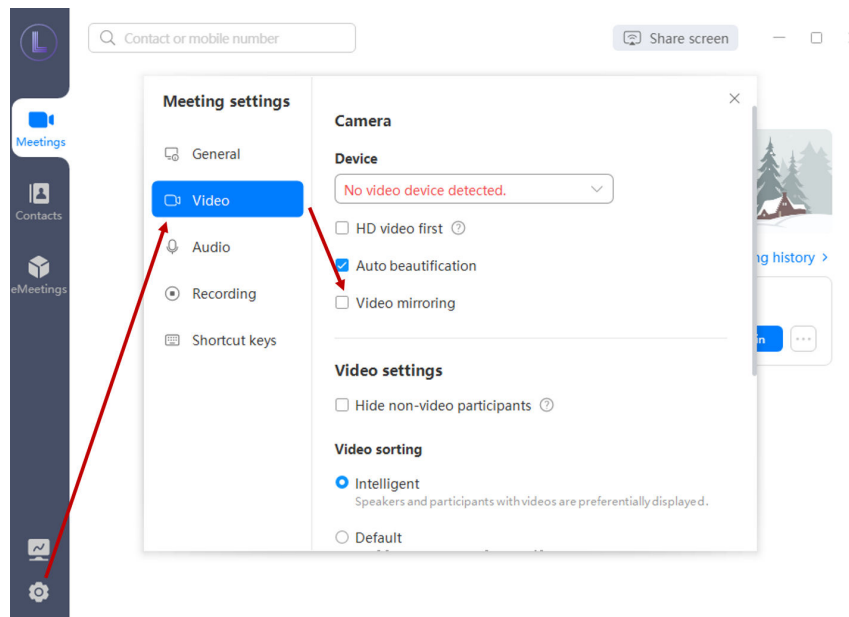 L
Contact or mobile number
Share screen
Meetings
Contacts
eMeetings
Meeting settings
General
Video
Audio
Recording
Shortcut keys
Camera
Device
No video device detected.
HD video first
Auto beautification
Video mirroring
Video settings
Hide non-video participants
Video sorting
Intelligent
Speakers and participants with videos are preferentially displayed.
Default
ng history >
in